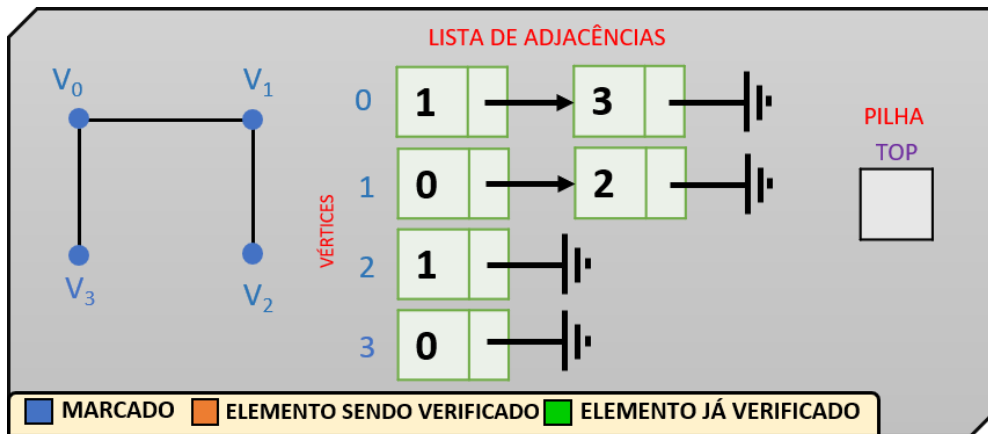 LISTA DE ADJACÊNCIAS
V₀ V₁
V₃ V₂
VÉRTICES
0 1 3
1 0 2
2 1
3 0
PILHA
TOP
MARCADO ELEMENTO SENDO VERIFICADO ELEMENTO JÁ VERIFICADO